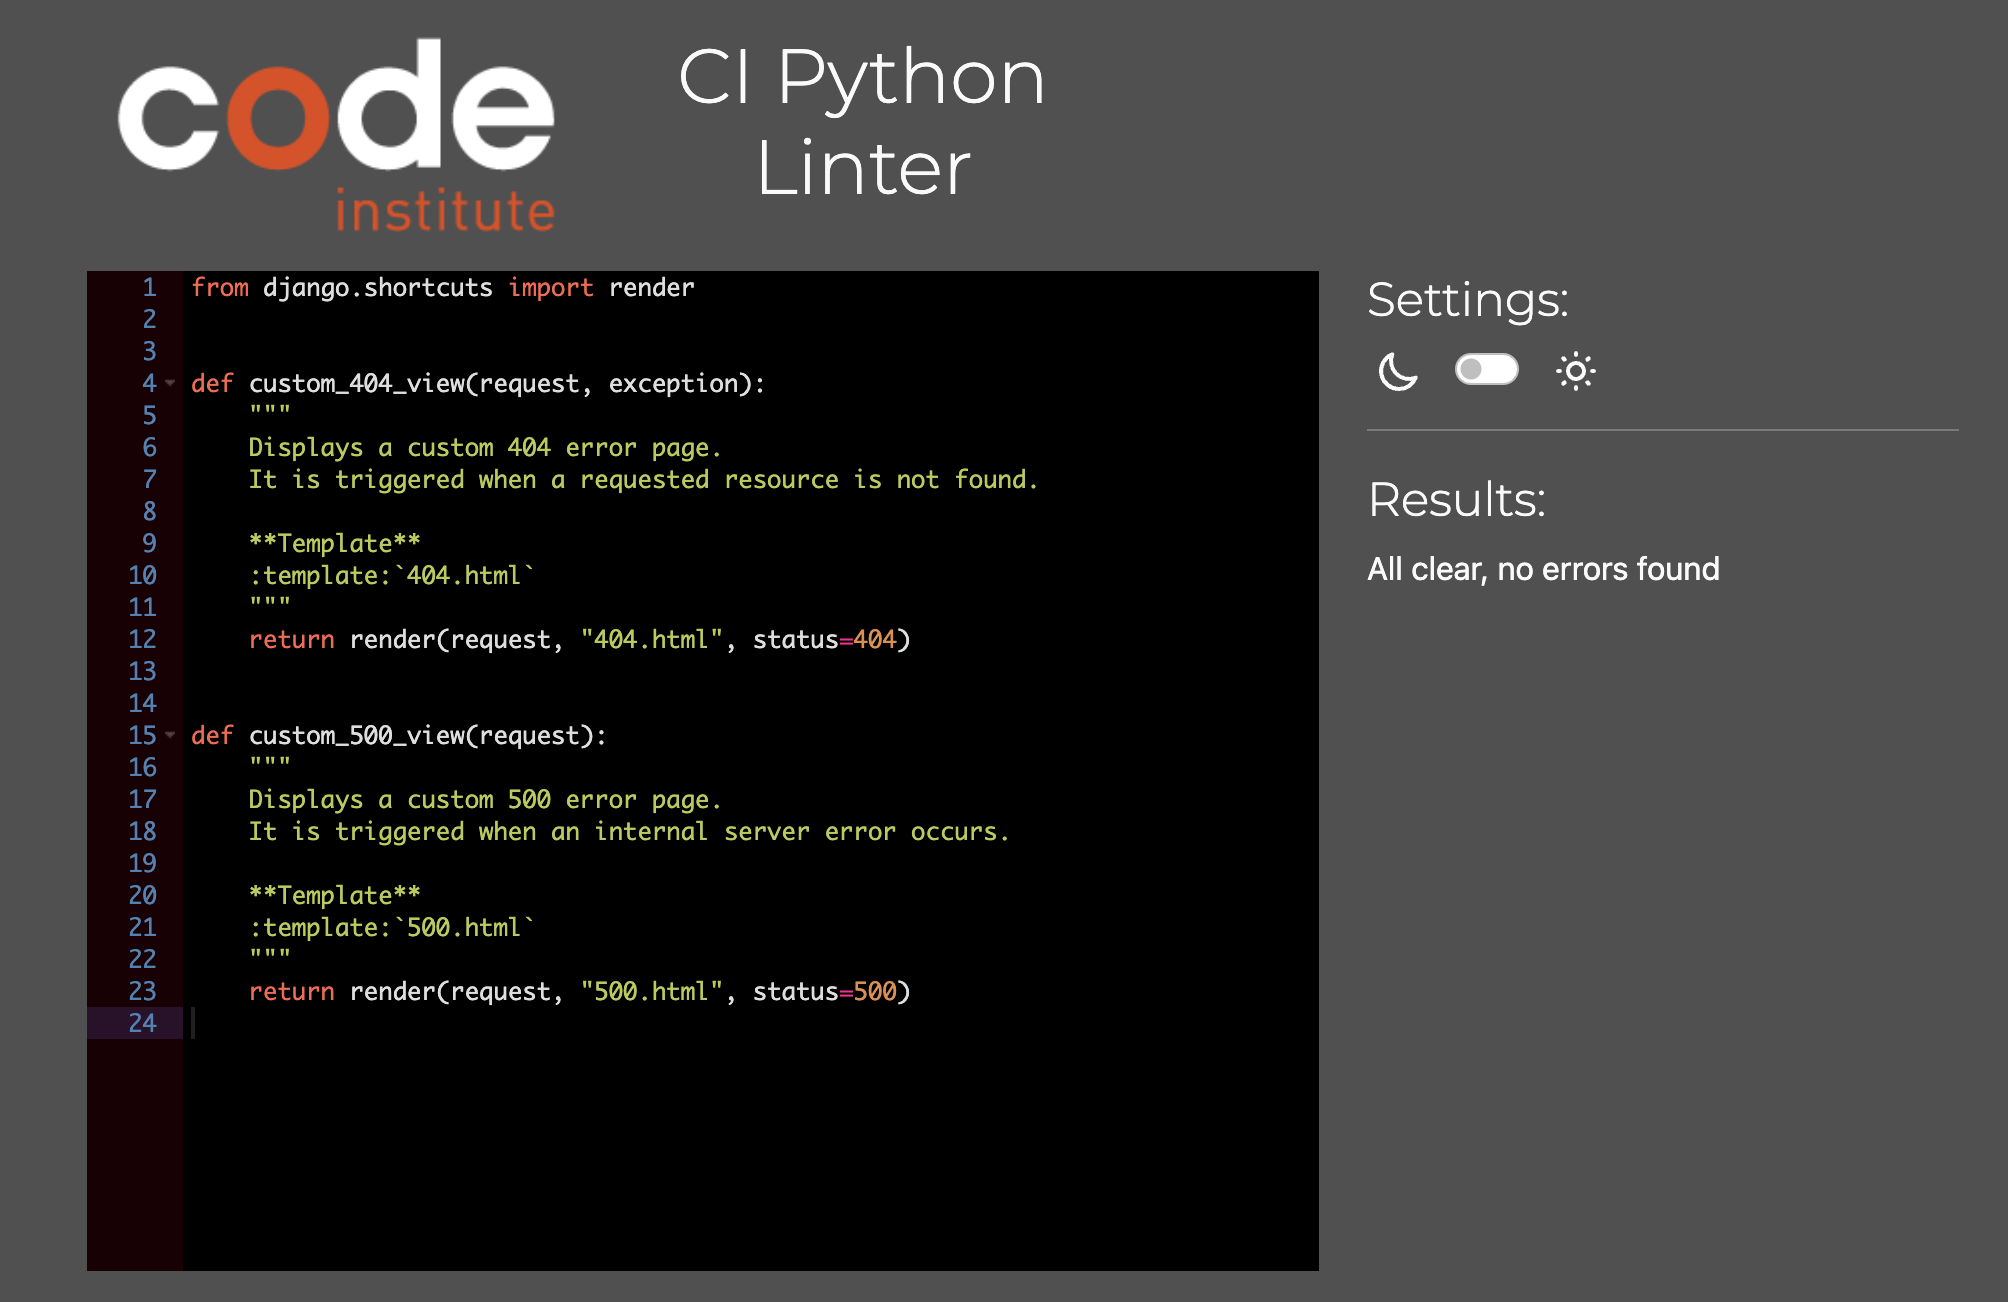 code
institute
CI Python
Linter
1 from django.shortcuts import render
2
3
4 def custom_404_view(request, exception):
5     """
6     Displays a custom 404 error page.
7     It is triggered when a requested resource is not found.
8
9     **Template**
10     :template:`404.html`
11     """
12     return render(request, "404.html", status=404)
13
14
15 def custom_500_view(request):
16     """
17     Displays a custom 500 error page.
18     It is triggered when an internal server error occurs.
19
20     **Template**
21     :template:`500.html`
22     """
23     return render(request, "500.html", status=500)
24
Settings:
Results:
All clear, no errors found